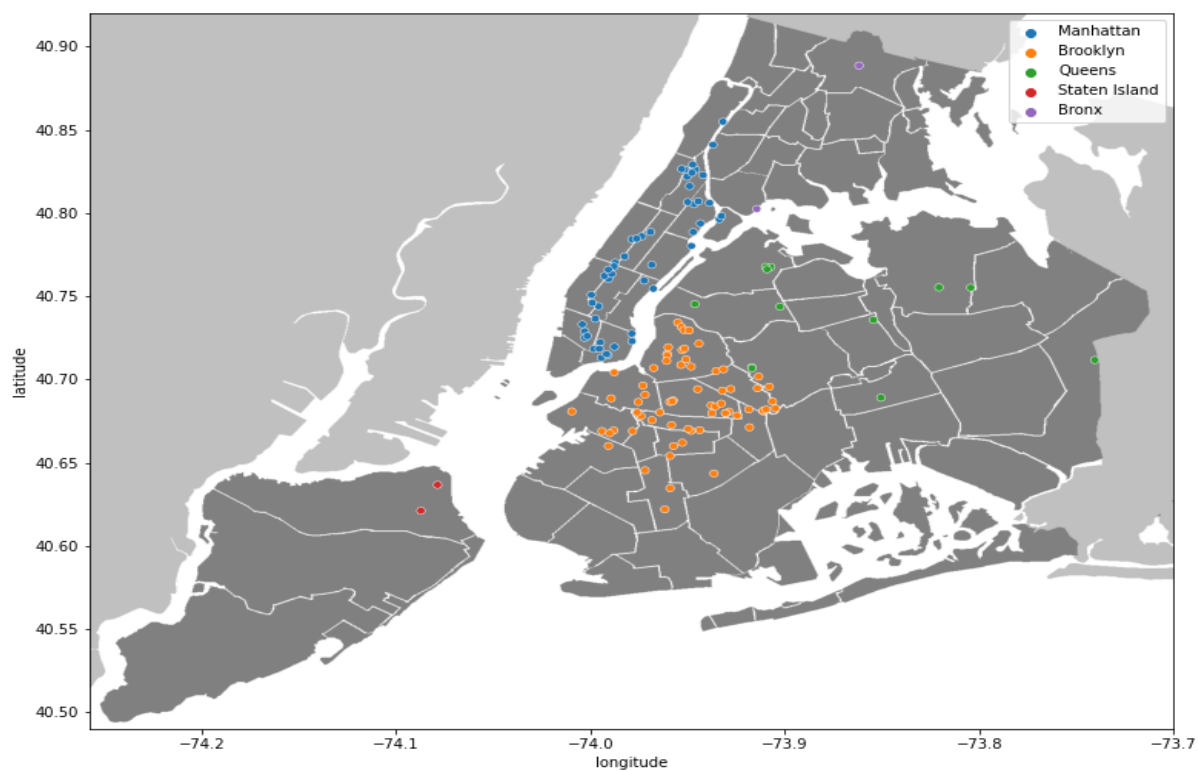 Manhattan
Brooklyn
Queens
Staten Island
Bronx
40.90
40.85
40.80
40.75
40.70
40.65
40.60
40.55
40.50
latitude
−74.2 −74.1 −74.0 −73.9 −73.8 −73.7
longitude